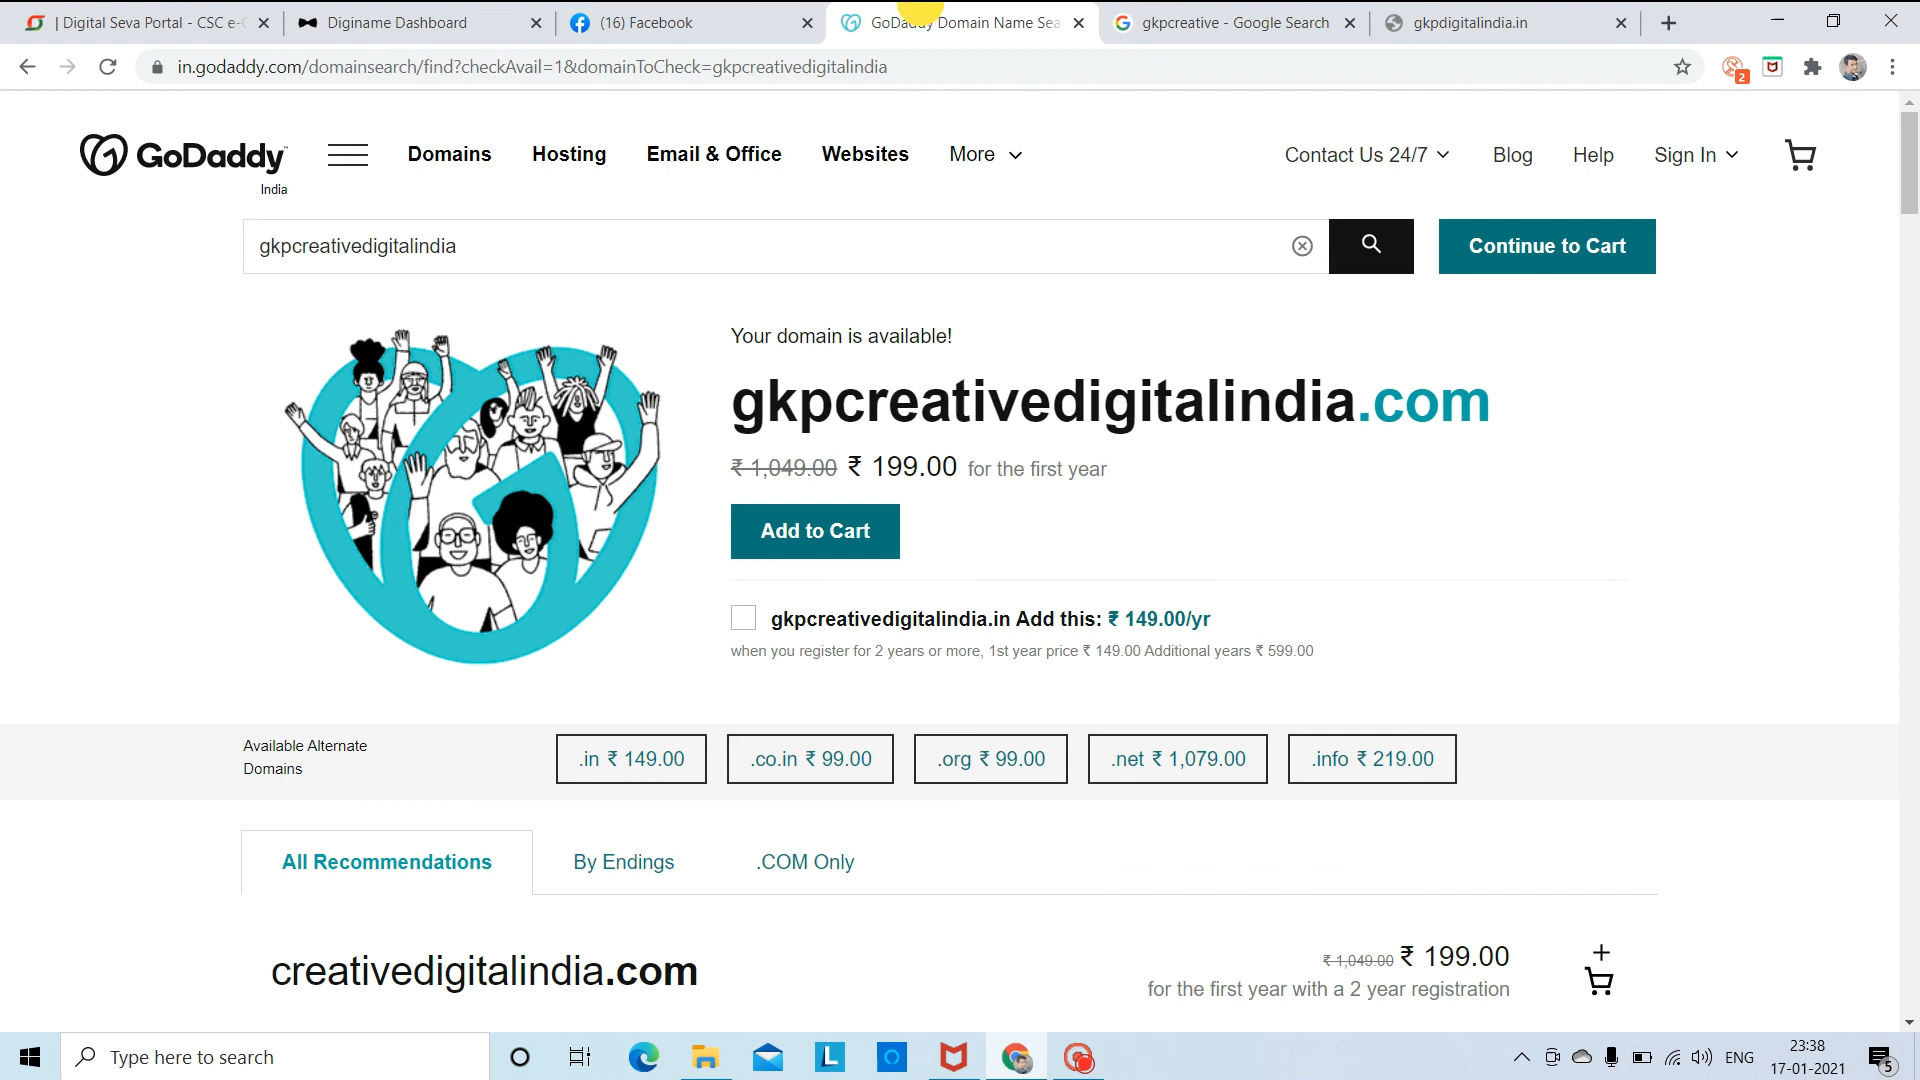 | Digital Seva Portal - CSC e-G
Diginame Dashboard
(16) Facebook
GoDaddy Domain Name Sea
gkpcreative - Google Search
gkpdigitalindia.in
in.godaddy.com/domainsearch/find?checkAvail=1&domainToCheck=gkpcreativedigitalindia
2
GoDaddy
India
Domains
Hosting
Email & Office
Websites
More
Contact Us 24/7
Blog
Help
Sign In
gkpcreativedigitalindia
Continue to Cart
Your domain is available!
gkpcreativedigitalindia.com
₹ 1,049.00 ₹ 199.00 for the first year
Add to Cart
gkpcreativedigitalindia.in Add this: ₹ 149.00/yr
when you register for 2 years or more, 1st year price ₹ 149.00 Additional years ₹ 599.00
Available Alternate
Domains
.in ₹ 149.00
.co.in ₹ 99.00
.org ₹ 99.00
.net ₹ 1,079.00
.info ₹ 219.00
All Recommendations
By Endings
.COM Only
creativedigitalindia.com
₹ 1,049.00 ₹ 199.00
for the first year with a 2 year registration
Type here to search
L
ENG
23:38
17-01-2021
5